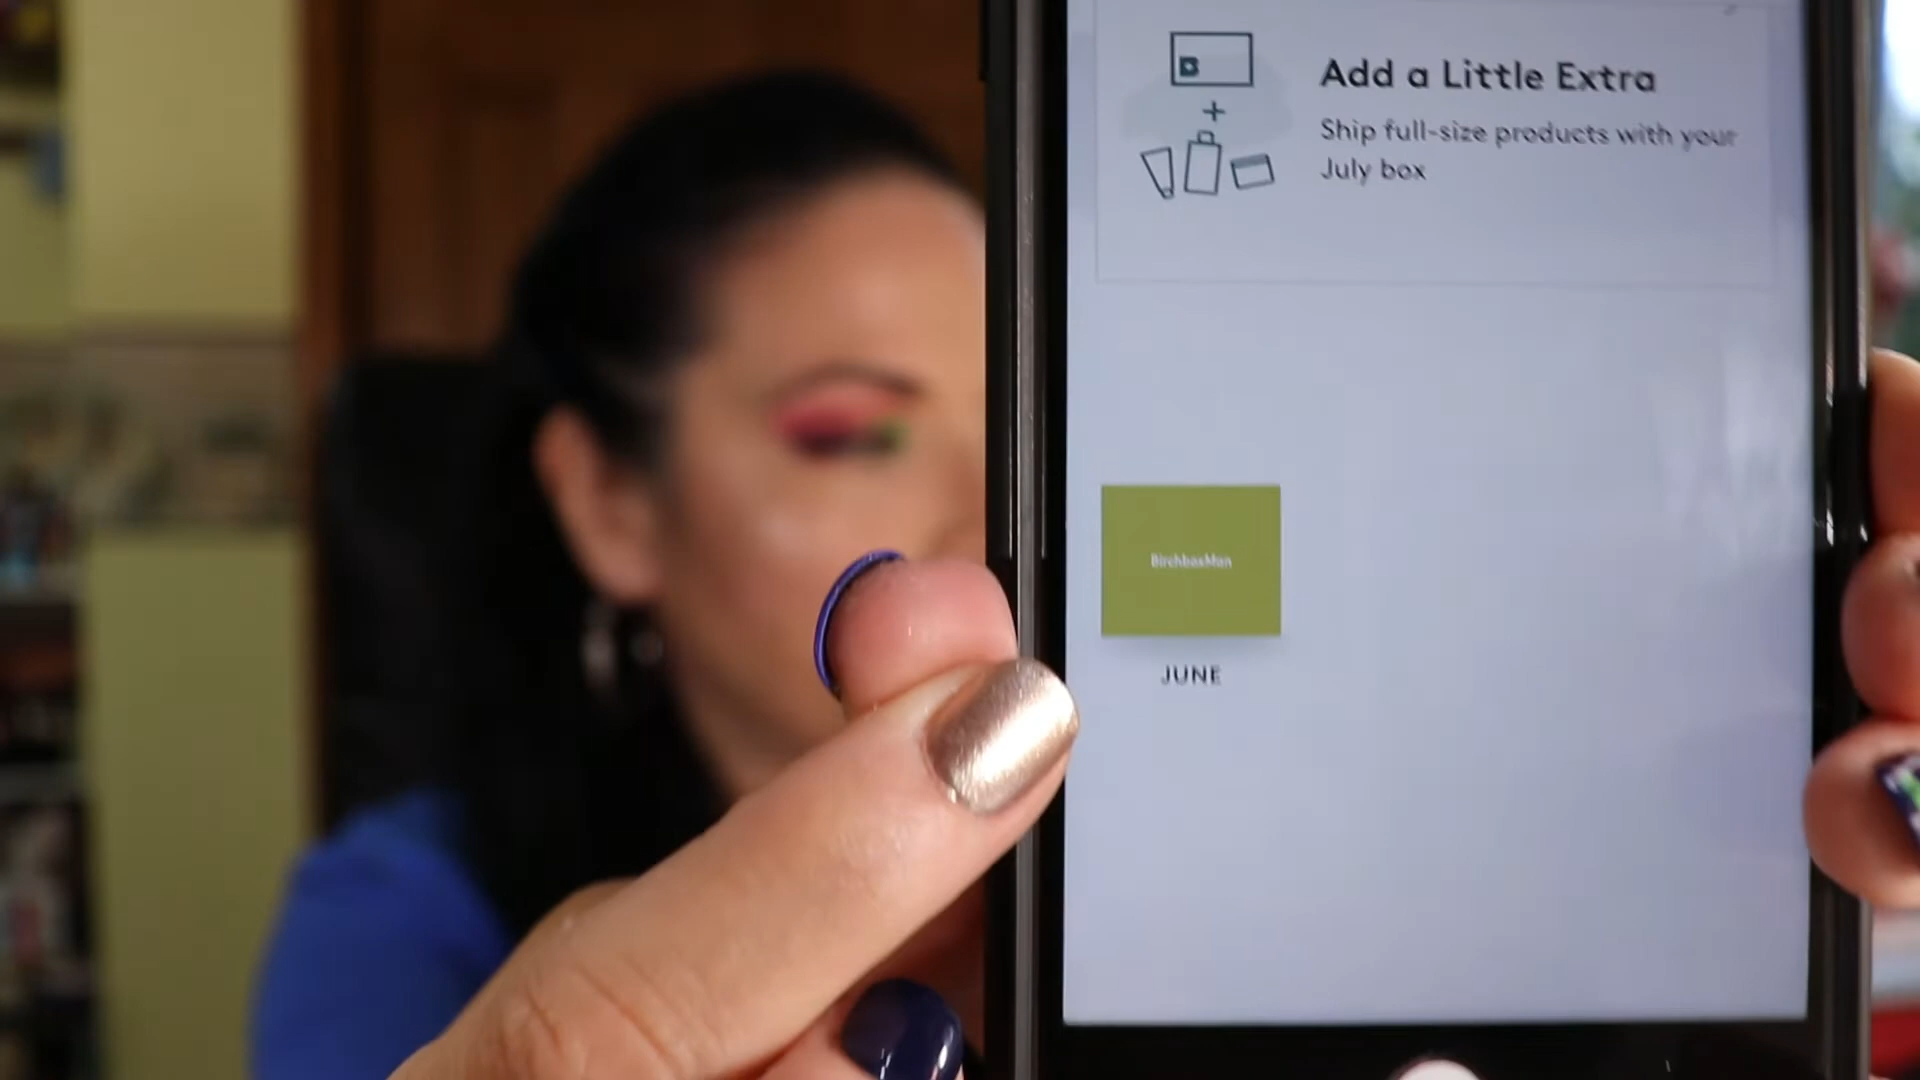 B
Add a Little Extra
Ship full-size products with your
July box
BirchboxMan
JUNE